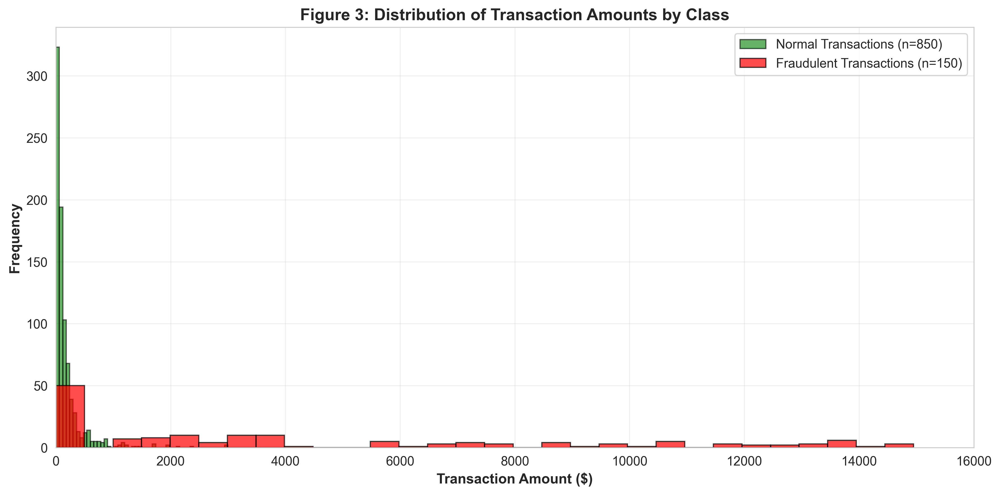 Figure 3: Distribution of Transaction Amounts by Class
Normal Transactions (n=850)
Fraudulent Transactions (n=150)
Frequency
300
250
200
150
100
50
0
0 2000 4000 6000 8000 10000 12000 14000 16000
Transaction Amount ($)